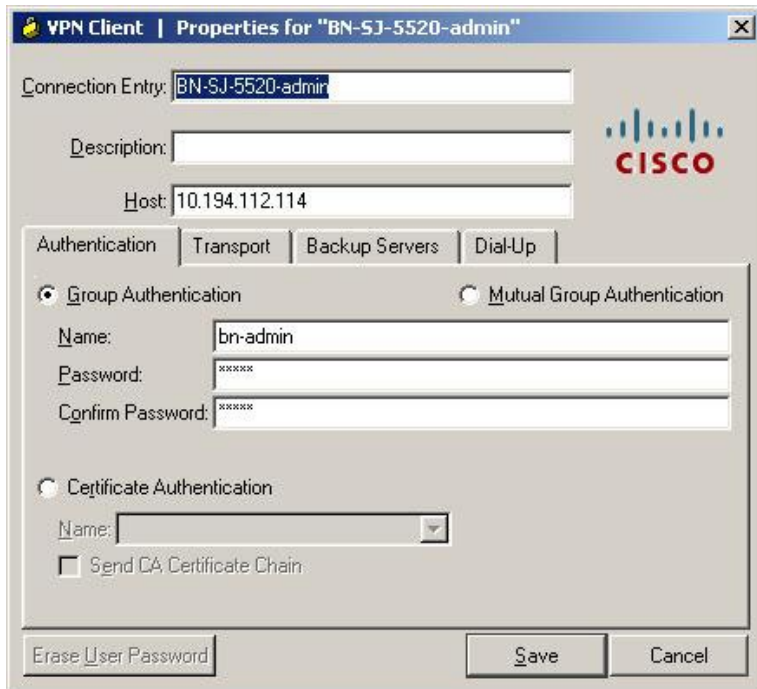 VPN Client | Properties for "BN-SJ-5520-admin"
Connection Entry: BN-SJ-5520-admin
Description:
CISCO
Host: 10.194.112.114
Authentication Transport Backup Servers Dial-Up
Group Authentication Mutual Group Authentication
Name: bn-admin
Password: *****
Confirm Password: *****
Certificate Authentication
Name:
Send CA Certificate Chain
Erase User Password Save Cancel